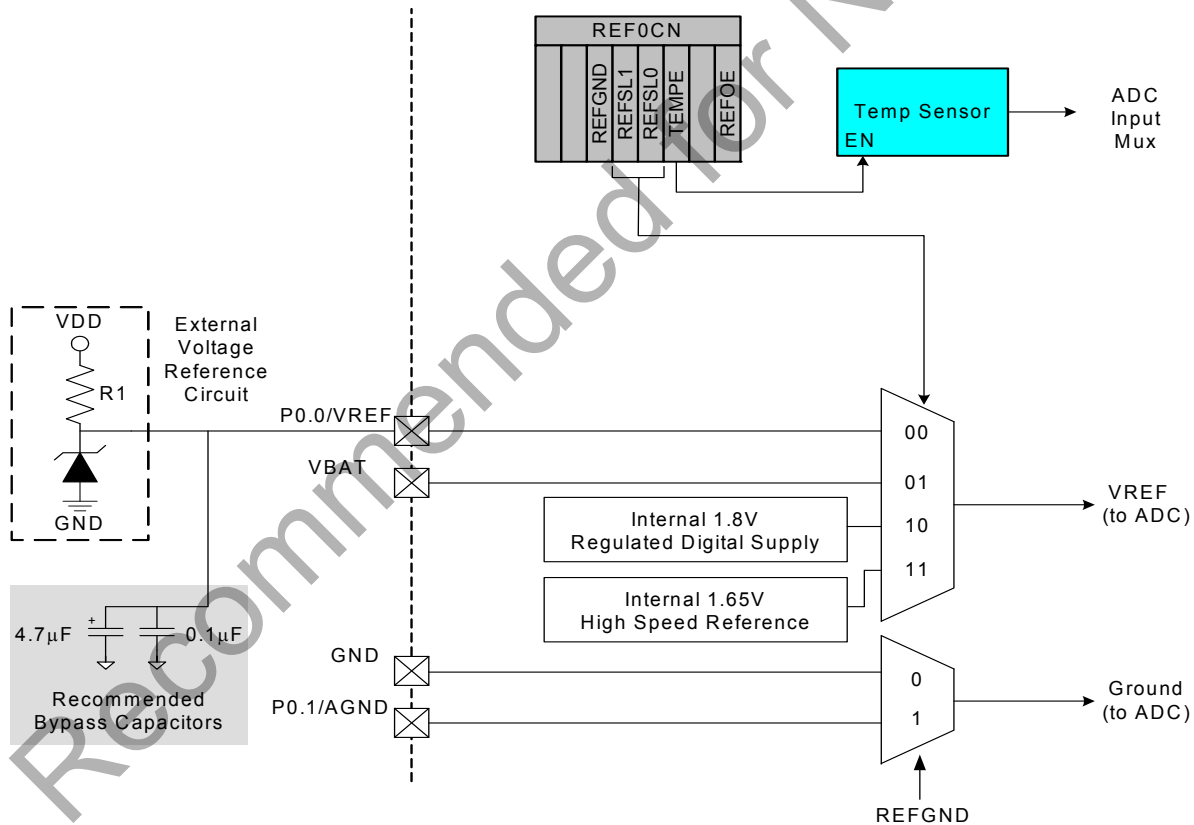 REF0CN
REFGND
REFSL1
REFSL0
TEMPE
REFOE
Temp Sensor
EN
ADC
Input
Mux
VDD
R1
GND
External
Voltage
Reference
Circuit
P0.0/VREF
VBAT
00
01
10
11
Internal 1.8V
Regulated Digital Supply
Internal 1.65V
High Speed Reference
VREF
(to ADC)
+
4.7μF
0.1μF
Recommended
Bypass Capacitors
GND
P0.1/AGND
0
1
Ground
(to ADC)
REFGND
Recommended for N